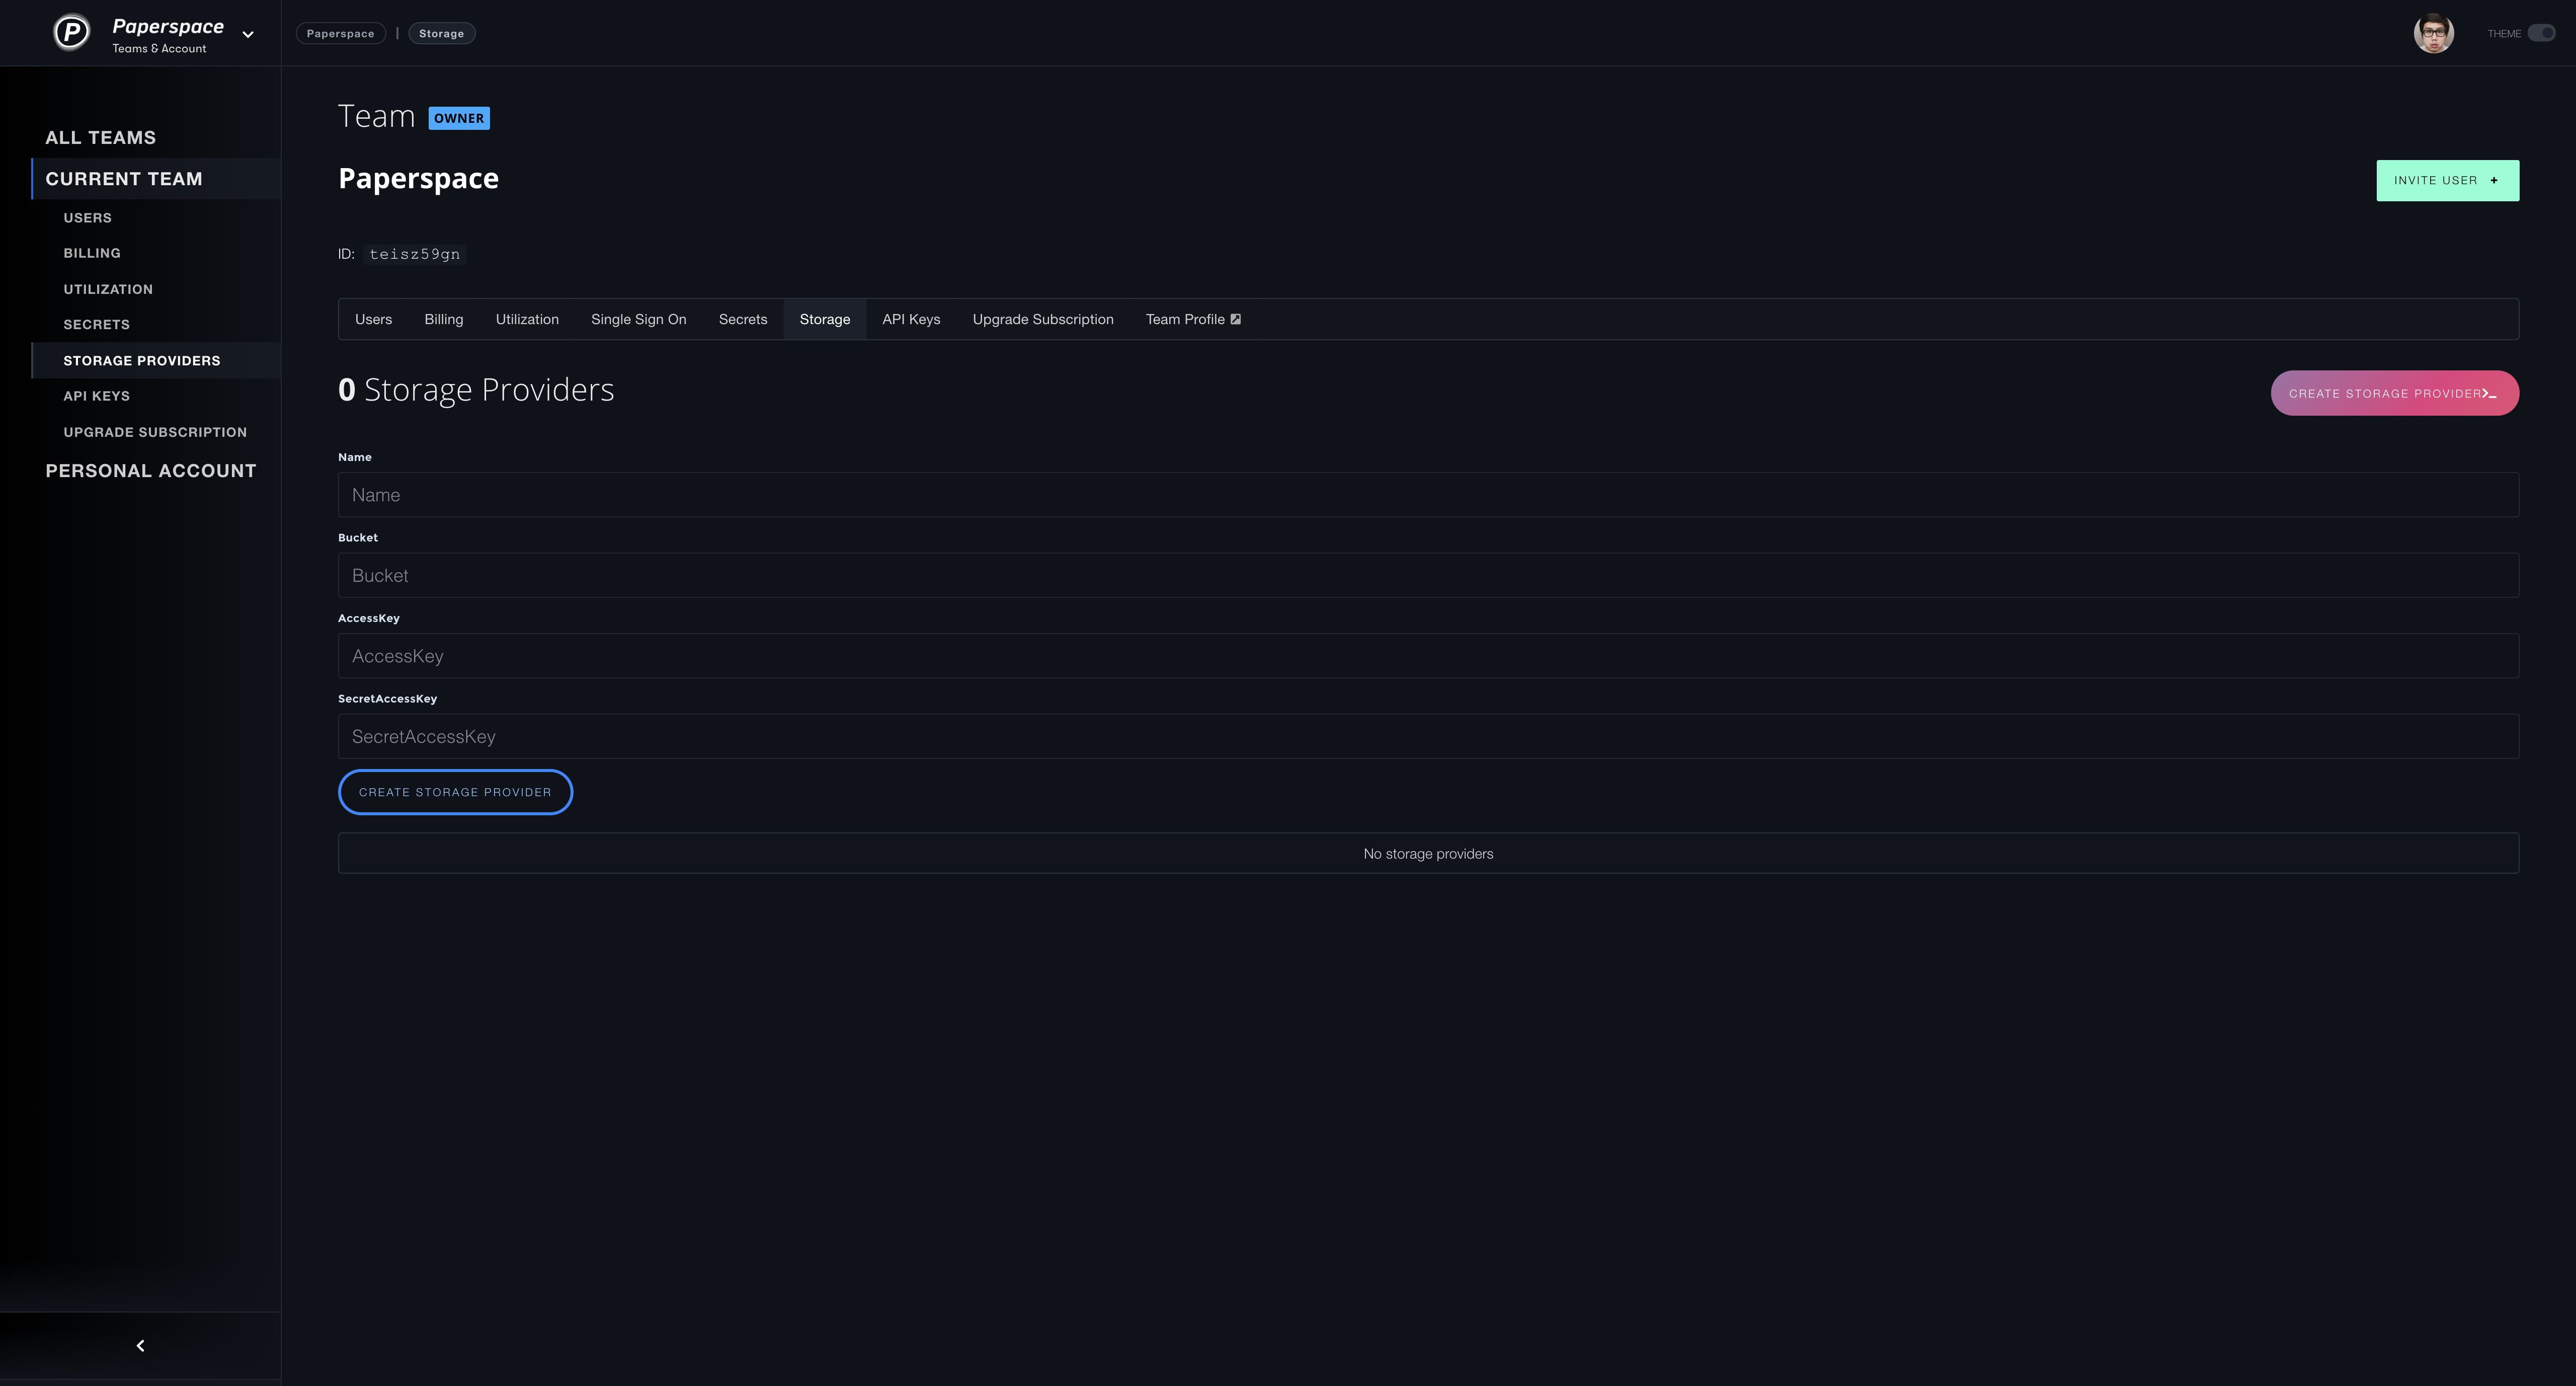 P
Paperspace
Teams & Account
Paperspace | Storage
THEME
ALL TEAMS
CURRENT TEAM
USERS
BILLING
UTILIZATION
SECRETS
STORAGE PROVIDERS
API KEYS
UPGRADE SUBSCRIPTION
PERSONAL ACCOUNT
Team OWNER
Paperspace
INVITE USER +
ID: teisz59gn
Users Billing Utilization Single Sign On Secrets Storage API Keys Upgrade Subscription Team Profile
0 Storage Providers
CREATE STORAGE PROVIDER>_
Name
Name
Bucket
Bucket
AccessKey
AccessKey
SecretAccessKey
SecretAccessKey
CREATE STORAGE PROVIDER
No storage providers